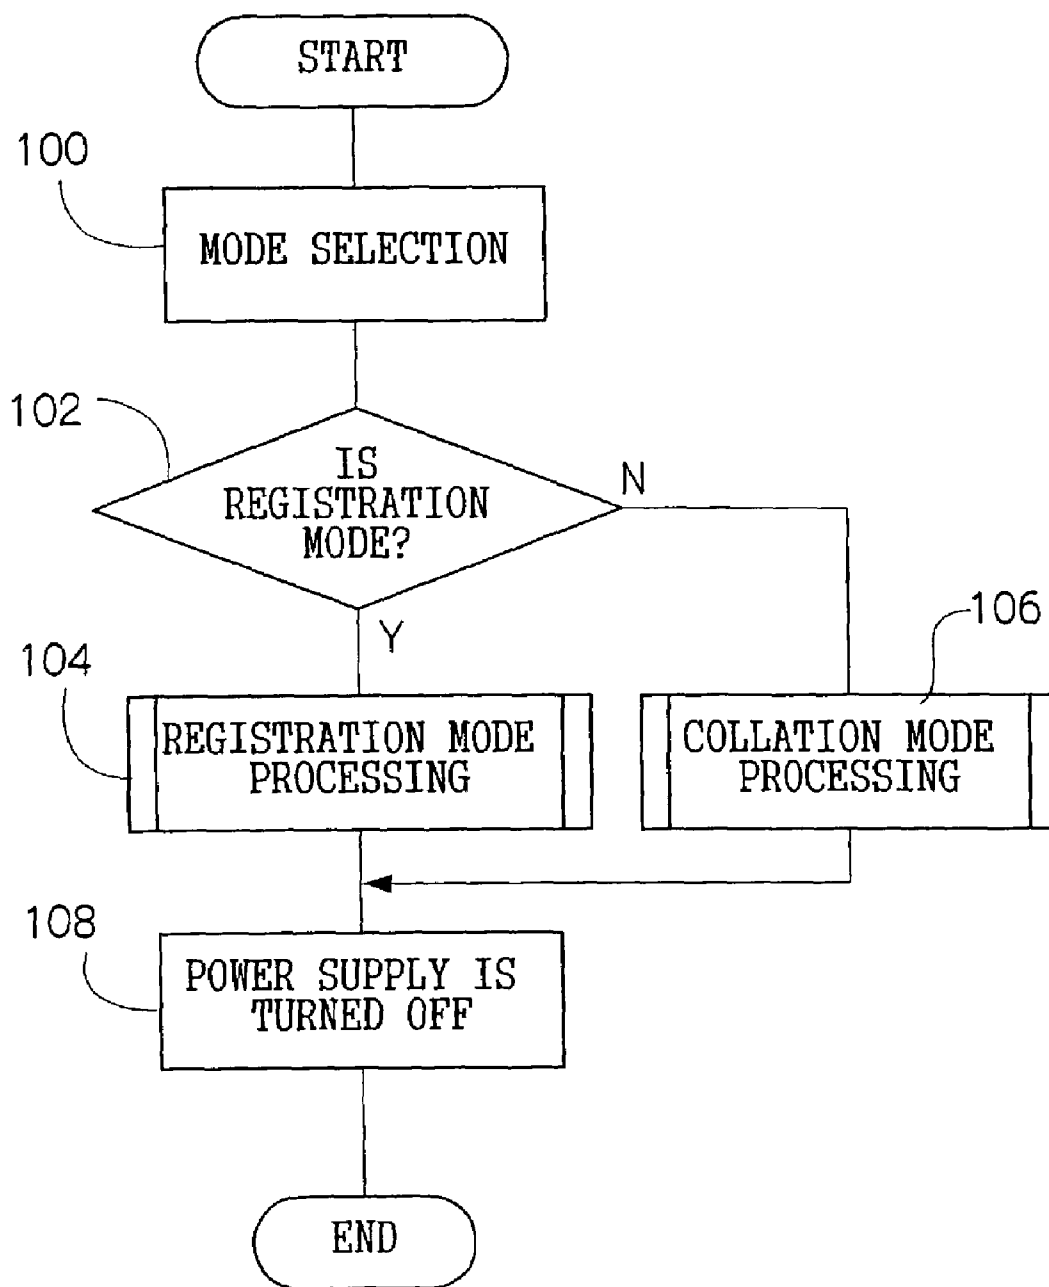 START
100
MODE SELECTION
102
IS
REGISTRATION
MODE?
N
Y
104
REGISTRATION MODE
PROCESSING
106
COLLATION MODE
PROCESSING
108
POWER SUPPLY IS
TURNED OFF
END